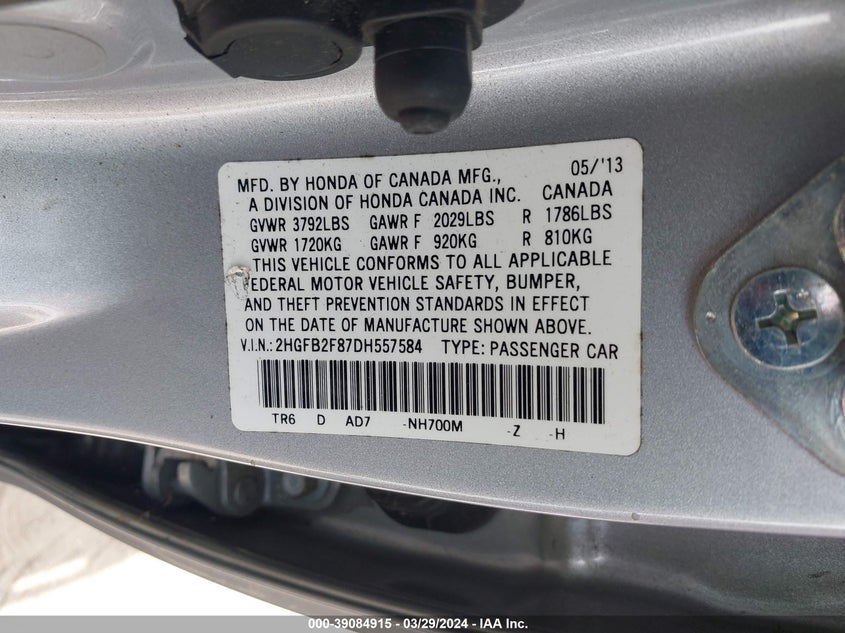 05/'13
MFD. BY HONDA OF CANADA MFG.,
A DIVISION OF HONDA CANADA INC. CANADA
GVWR 3792LBS GAWR F 2029LBS R 1786LBS
GVWR 1720KG GAWR F 920KG R 810KG
THIS VEHICLE CONFORMS TO ALL APPLICABLE
FEDERAL MOTOR VEHICLE SAFETY, BUMPER,
AND THEFT PREVENTION STANDARDS IN EFFECT
ON THE DATE OF MANUFACTURE SHOWN ABOVE.
V.I.N.: 2HGFB2F87DH557584 TYPE: PASSENGER CAR
TR6 D AD7 -NH700M -Z -H
000-39084915 - 03/29/2024 - IAA Inc.